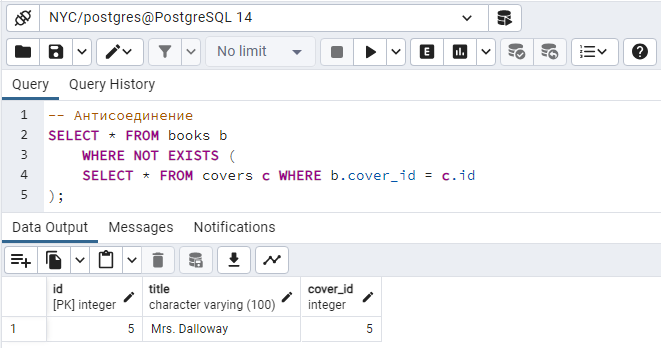 NYC/postgres@PostgreSQL 14
No limit
E
Query Query History
1 -- Антисоединение
2 SELECT * FROM books b
3 WHERE NOT EXISTS (
4 SELECT * FROM covers c WHERE b.cover_id = c.id
5 );
Data Output Messages Notifications
id title cover_id
[PK] integer character varying (100) integer
1 5 Mrs. Dalloway 5